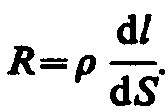 R=ρ dl/dS.